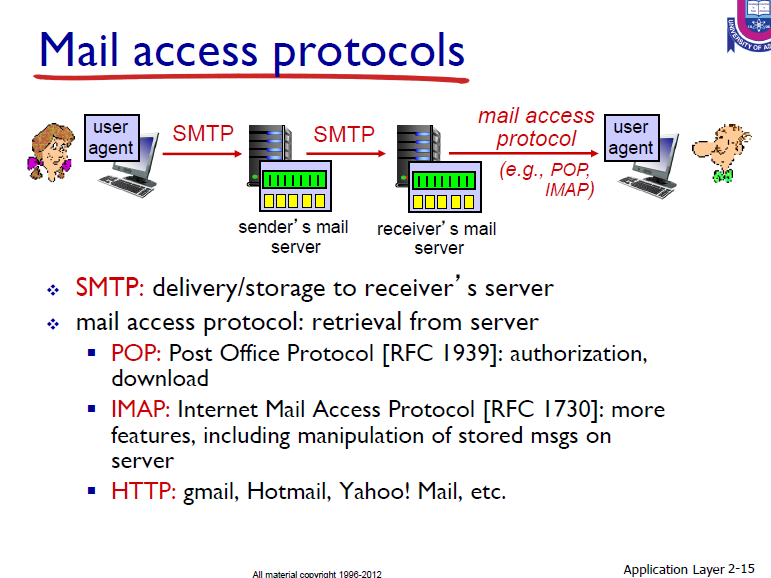 Mail access protocols
user
agent
SMTP
SMTP
mail access
protocol
(e.g., POP,
IMAP)
user
agent
sender’s mail
server
receiver’s mail
server
SMTP: delivery/storage to receiver’s server
mail access protocol: retrieval from server
POP: Post Office Protocol [RFC 1939]: authorization,
download
IMAP: Internet Mail Access Protocol [RFC 1730]: more
features, including manipulation of stored msgs on
server
HTTP: gmail, Hotmail, Yahoo! Mail, etc.
All material copyright 1996-2012
Application Layer 2-15